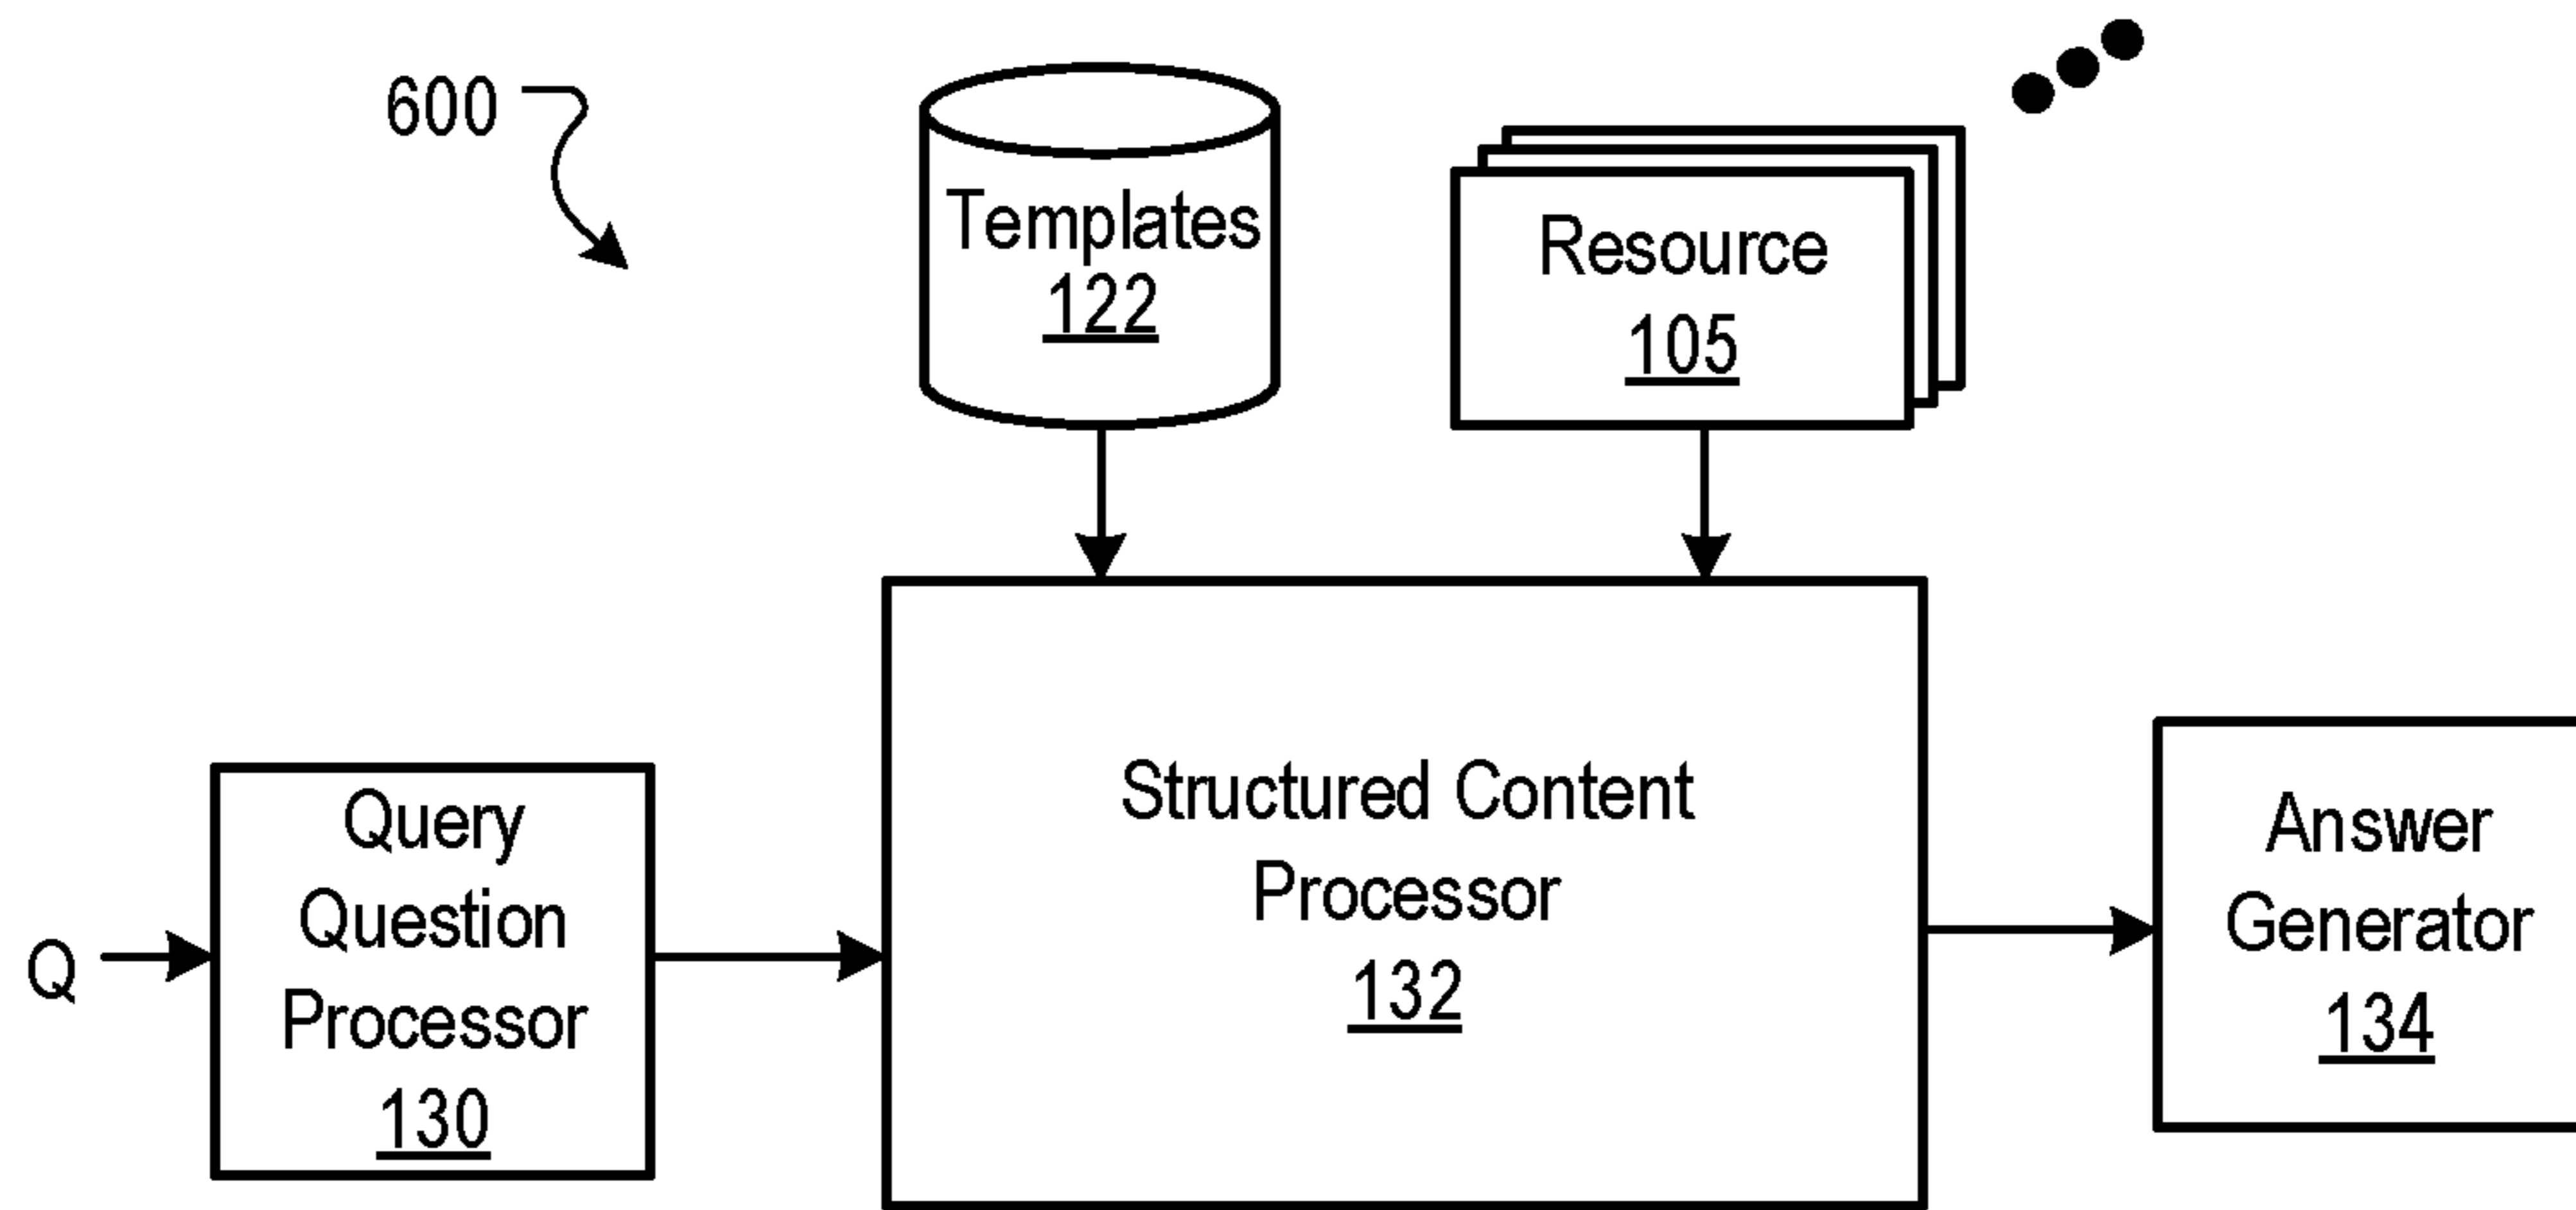 600
Templates
122
Resource
105
Q
Query
Question
Processor
130
Structured Content
Processor
132
Answer
Generator
134